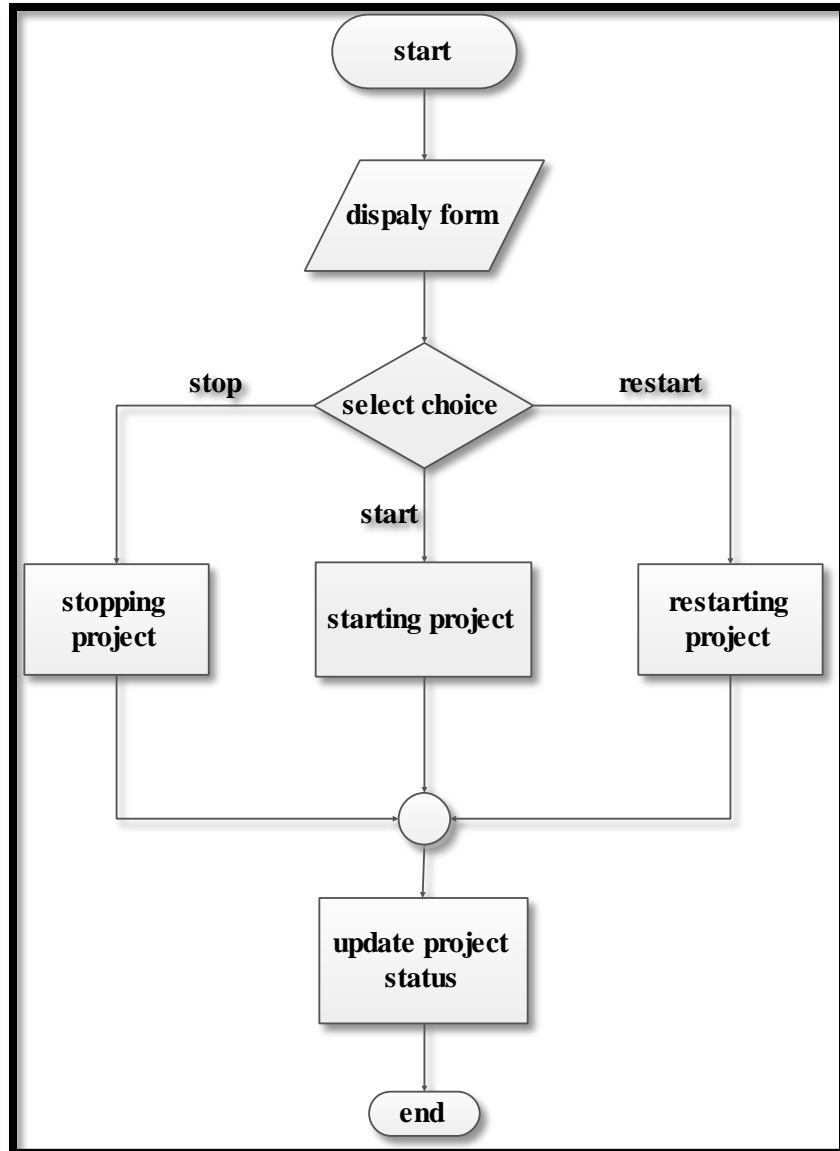 start
dispaly form
select choice
stop
restart
start
stopping
project
starting project
restarting
project
update project
status
end